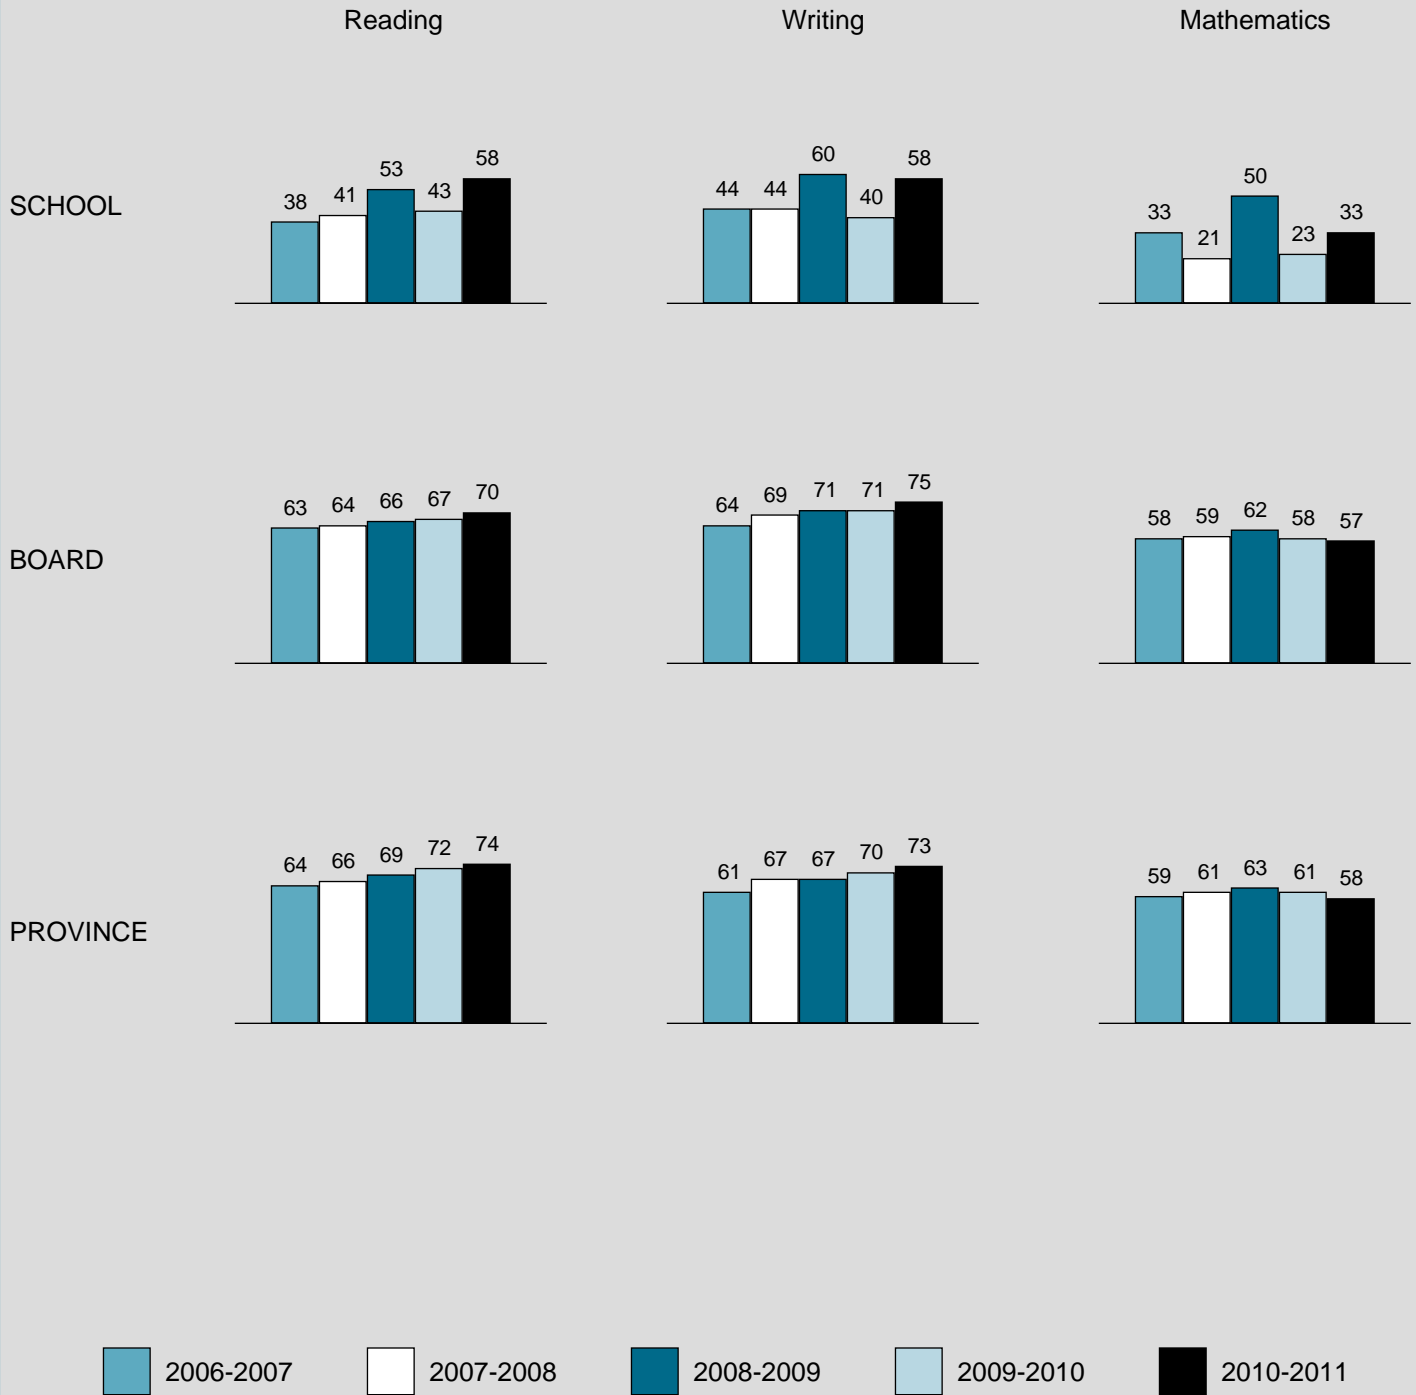 Reading Writing Mathematics
SCHOOL
38 41 53 43 58
44 44 60 40 58
33 21 50 23 33
BOARD
63 64 66 67 70
64 69 71 71 75
58 59 62 58 57
PROVINCE
64 66 69 72 74
61 67 67 70 73
59 61 63 61 58
2006-2007 2007-2008 2008-2009 2009-2010 2010-2011